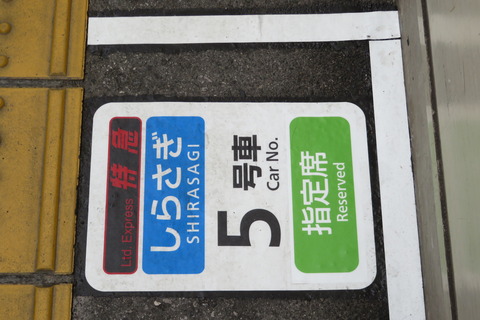 特急
Ltd. Express
しらさぎ
SHIRASAGI
5号車
Car No.
指定席
Reserved